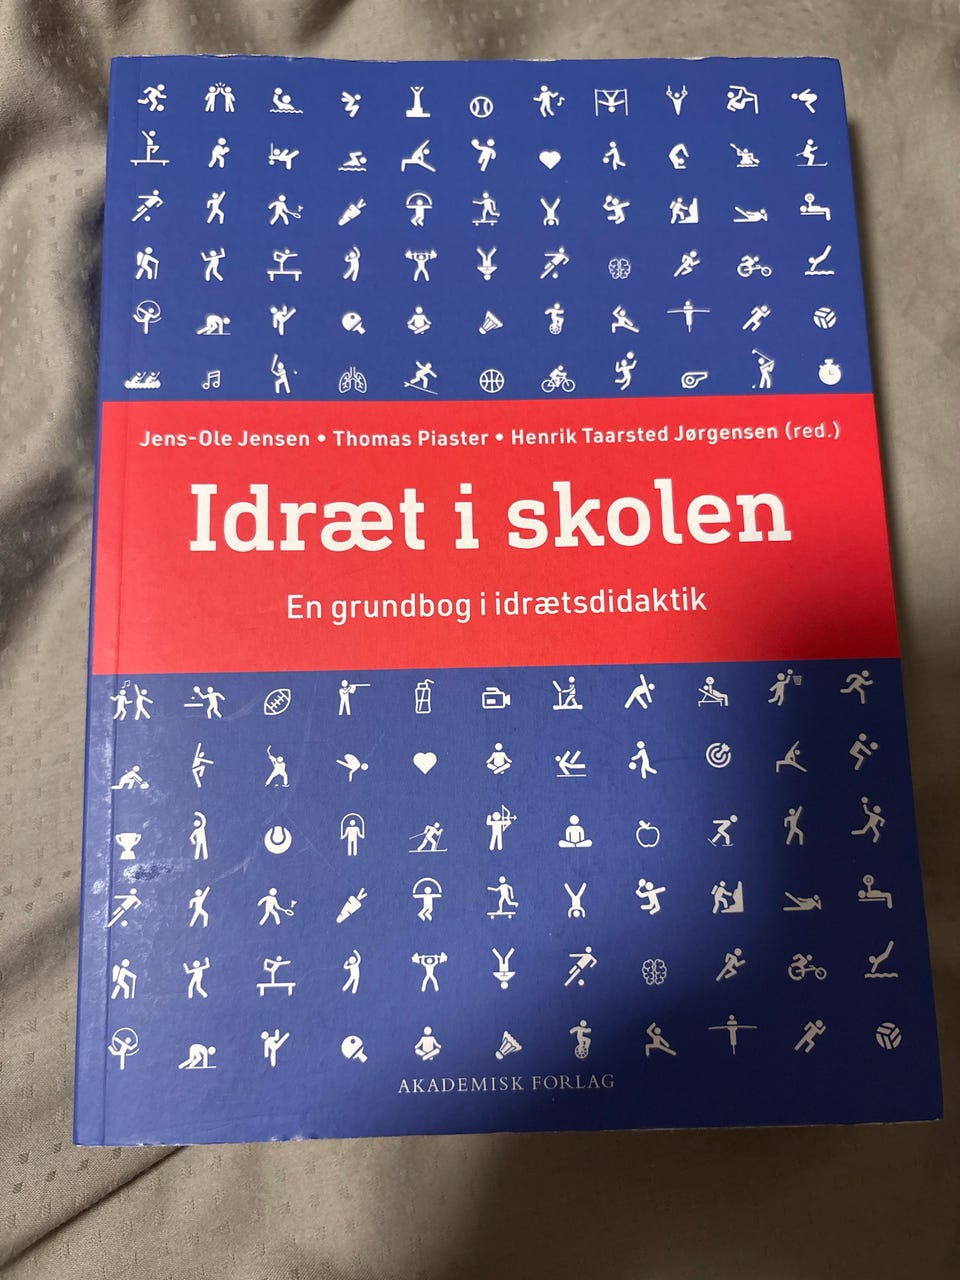 Jens-Ole Jensen • Thomas Piaster • Henrik Taarsted Jørgensen (red.)
Idræt i skolen
En grundbog i idrætsdidaktik
AKADEMISK FORLAG